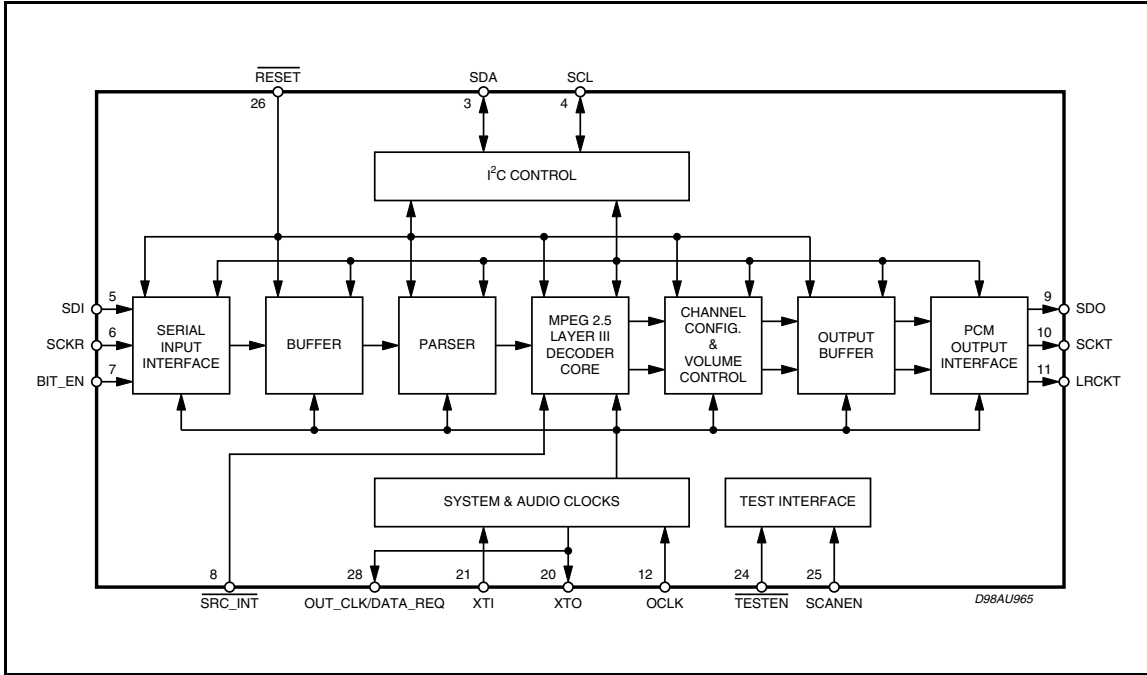 RESET
SDA
SCL
26
3
4
I²C CONTROL
SDI
5
SCKR
6
BIT_EN
7
SERIAL
INPUT
INTERFACE
BUFFER
PARSER
MPEG 2.5
LAYER III
DECODER
CORE
CHANNEL
CONFIG.
&
VOLUME
CONTROL
OUTPUT
BUFFER
PCM
OUTPUT
INTERFACE
9
SDO
10
SCKT
11
LRCKT
SYSTEM & AUDIO CLOCKS
TEST INTERFACE
8
28
21
20
12
24
25
SRC_INT
OUT_CLK/DATA_REQ
XTI
XTO
OCLK
TESTEN
SCANEN
D98AU965